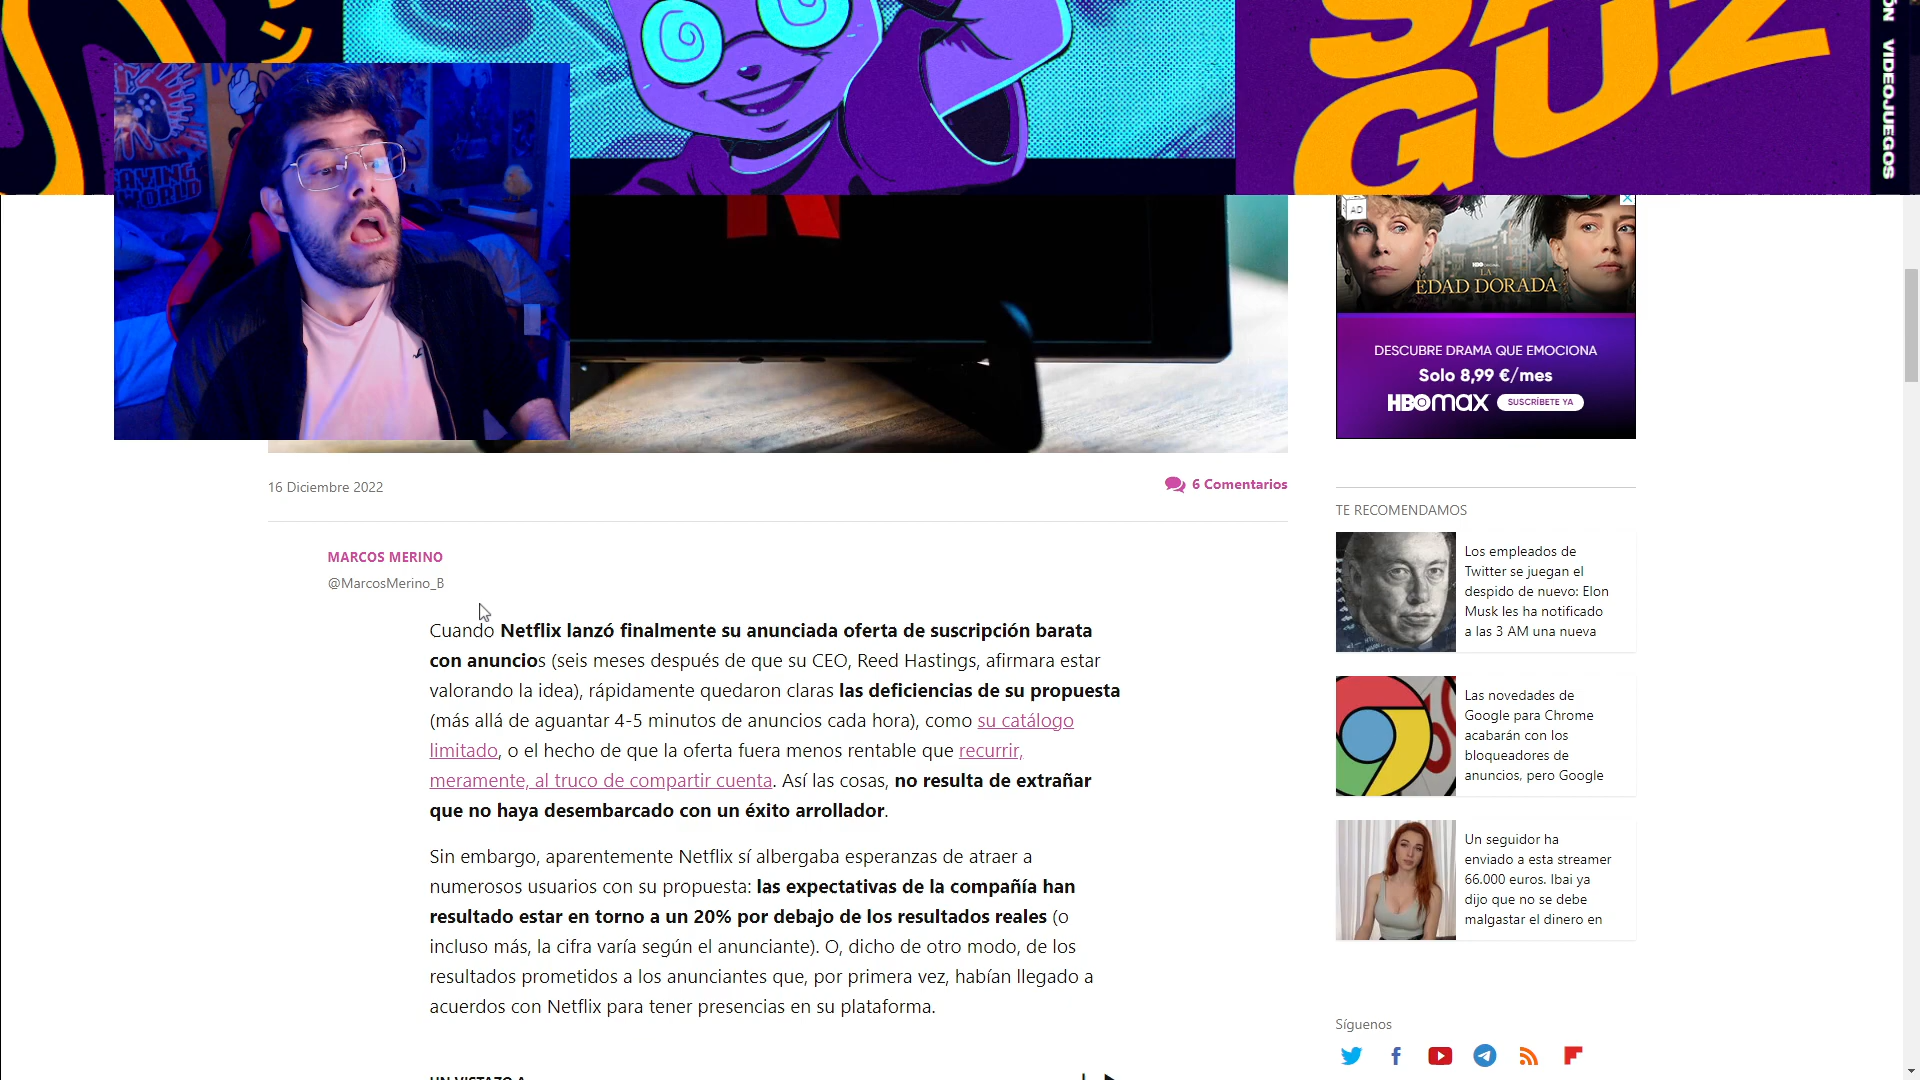 GUZ
VIDEOJUEGOS
AD
HBO ORIGINAL
LA
EDAD DORADA
DESCUBRE DRAMA QUE EMOCIONA
Solo 8,99 €/mes
HBOMAX SUSCRÍBETE YA
16 Diciembre 2022
6 Comentarios
MARCOS MERINO
@MarcosMerino_B
Cuando Netflix lanzó finalmente su anunciada oferta de suscripción barata
con anuncios (seis meses después de que su CEO, Reed Hastings, afirmara estar
valorando la idea), rápidamente quedaron claras las deficiencias de su propuesta
(más allá de aguantar 4-5 minutos de anuncios cada hora), como su catálogo
limitado, o el hecho de que la oferta fuera menos rentable que recurrir,
meramente, al truco de compartir cuenta. Así las cosas, no resulta de extrañar
que no haya desembarcado con un éxito arrollador.
Sin embargo, aparentemente Netflix sí albergaba esperanzas de atraer a
numerosos usuarios con su propuesta: las expectativas de la compañía han
resultado estar en torno a un 20% por debajo de los resultados reales (o
incluso más, la cifra varía según el anunciante). O, dicho de otro modo, de los
resultados prometidos a los anunciantes que, por primera vez, habían llegado a
acuerdos con Netflix para tener presencias en su plataforma.
UN VISTAZO A
TE RECOMENDAMOS
Los empleados de
Twitter se juegan el
despido de nuevo: Elon
Musk les ha notificado
a las 3 AM una nueva
Las novedades de
Google para Chrome
acabarán con los
bloqueadores de
anuncios, pero Google
Un seguidor ha
enviado a esta streamer
66.000 euros. Ibai ya
dijo que no se debe
malgastar el dinero en
Síguenos